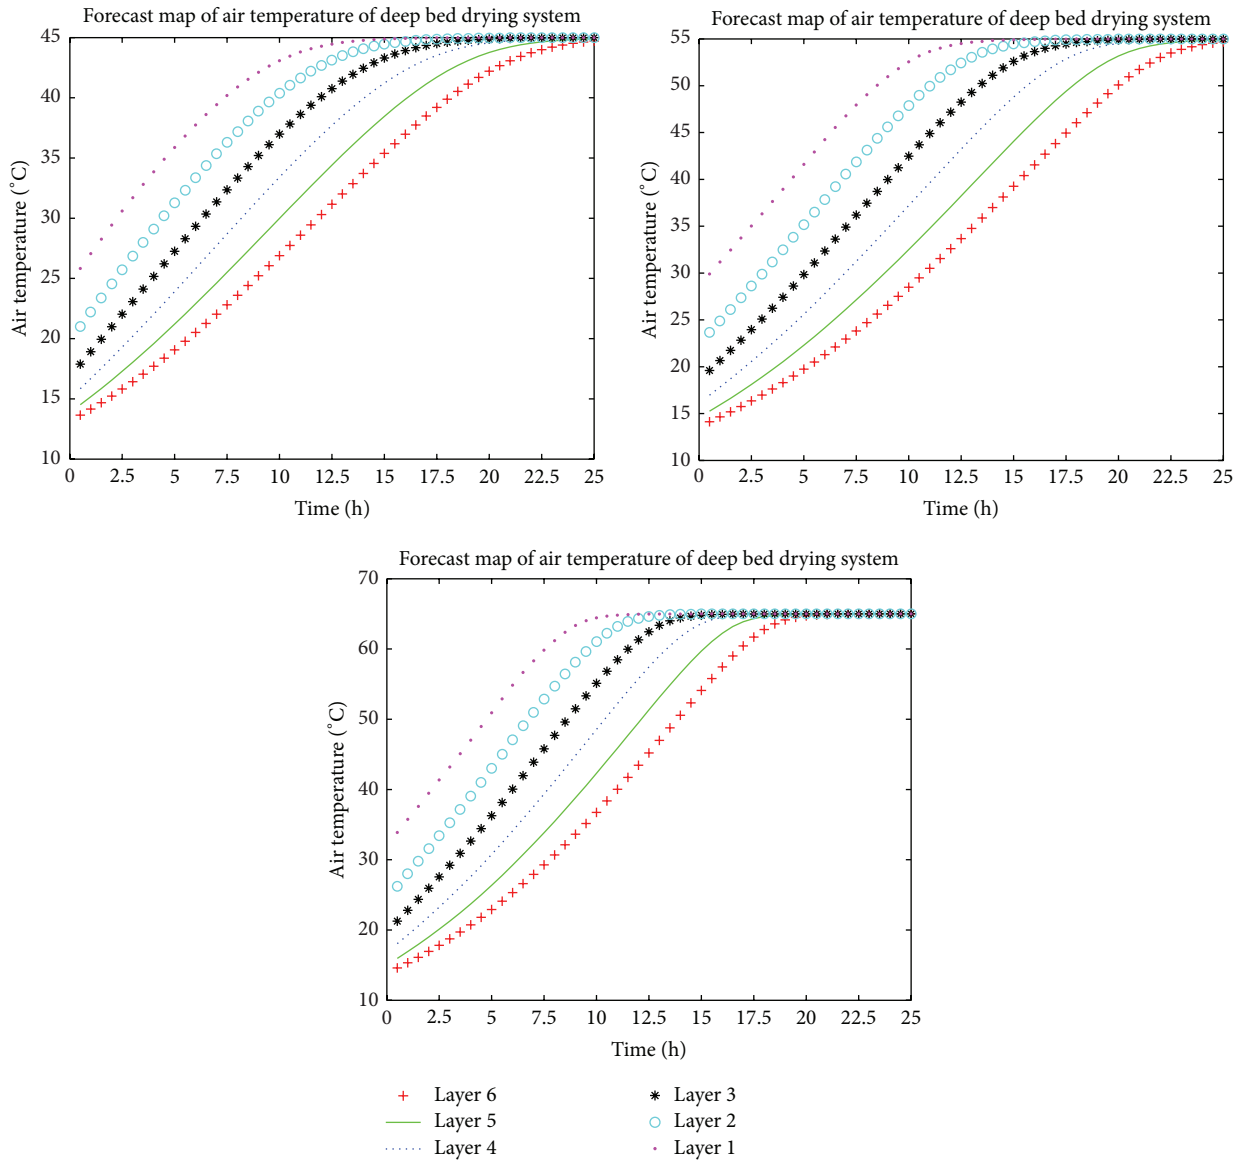 Forecast map of air temperature of deep bed drying system
45
40
35
30
25
20
15
10
Air temperature (°C)
0 2.5 5 7.5 10 12.5 15 17.5 20 22.5 25
Time (h)
Forecast map of air temperature of deep bed drying system
55
50
45
40
35
30
25
20
15
10
Air temperature (°C)
0 2.5 5 7.5 10 12.5 15 17.5 20 22.5 25
Time (h)
Forecast map of air temperature of deep bed drying system
70
60
50
40
30
20
10
Air temperature (°C)
0 2.5 5 7.5 10 12.5 15 17.5 20 22.5 25
Time (h)
Layer 6
Layer 5
Layer 4
Layer 3
Layer 2
Layer 1